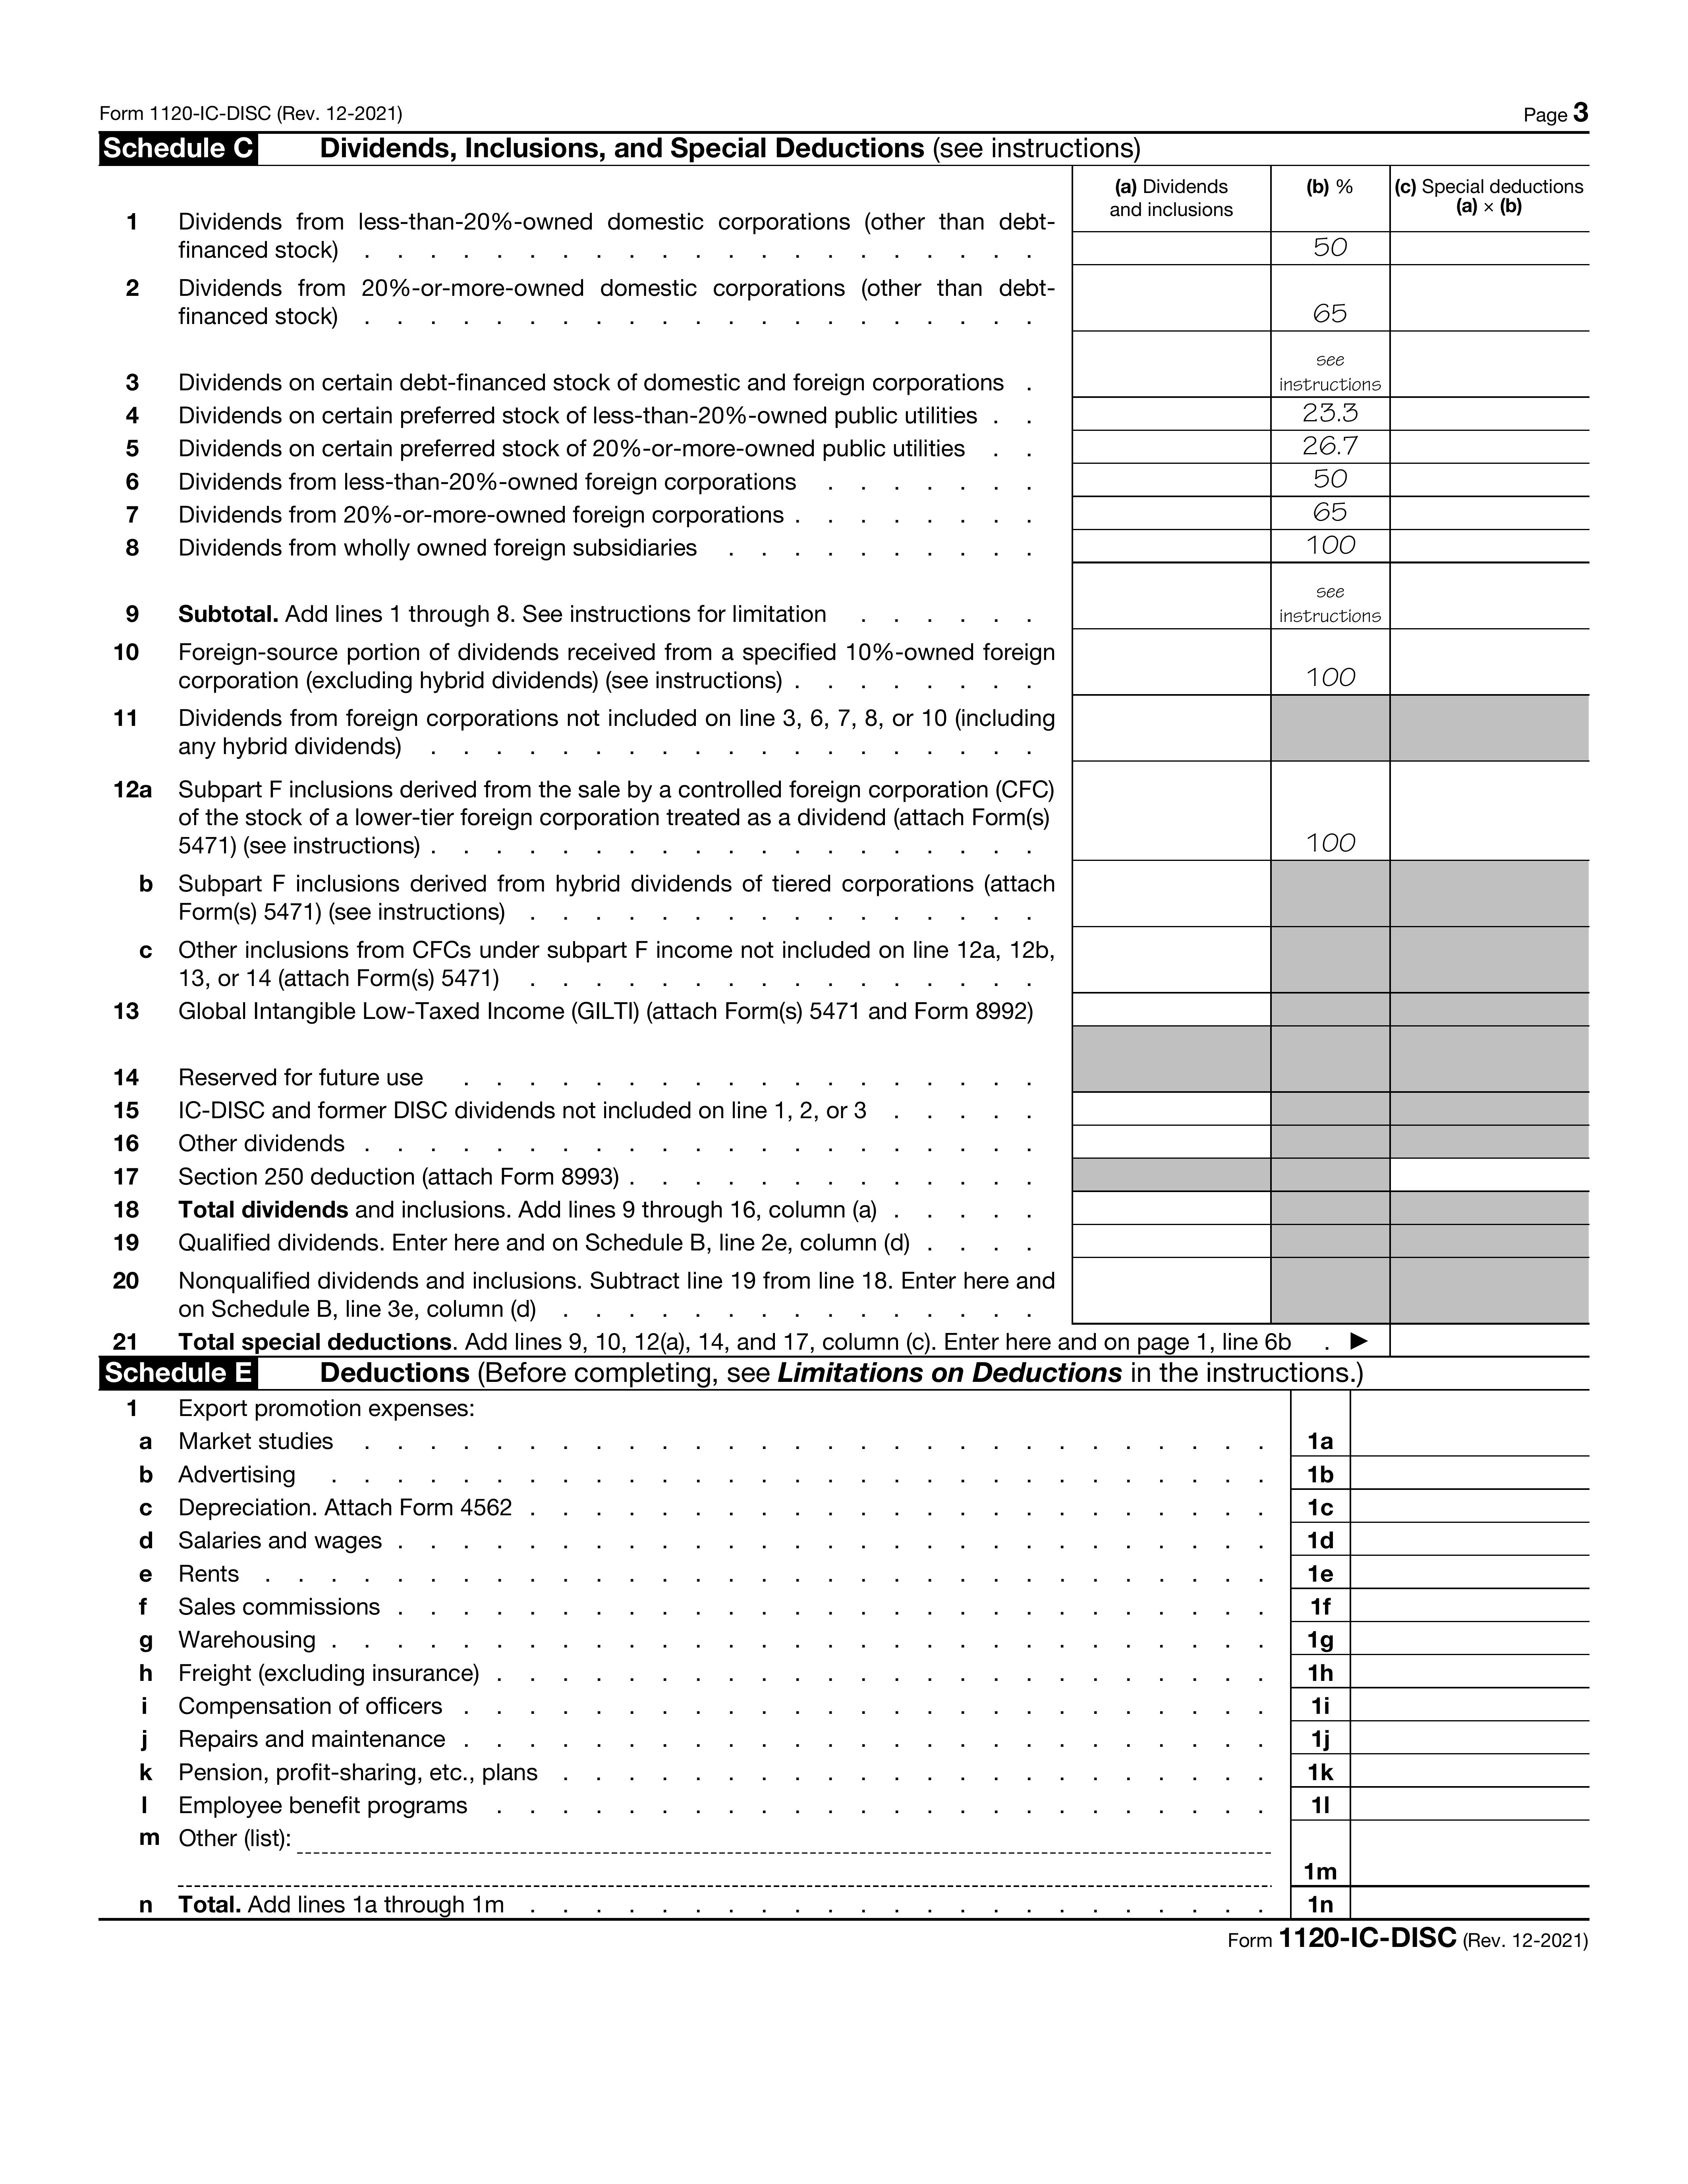 Form 1120-IC-DISC (Rev. 12-2021) Page 3
Schedule C Dividends, Inclusions, and Special Deductions (see instructions)
(a) Dividends and inclusions (b) % (c) Special deductions (a) × (b)
1 Dividends from less-than-20%-owned domestic corporations (other than debt-
financed stock) . . . . . . . . . . . . . . . . . . . . . 50
2 Dividends from 20%-or-more-owned domestic corporations (other than debt-
financed stock) . . . . . . . . . . . . . . . . . . . . . 65
3 Dividends on certain debt-financed stock of domestic and foreign corporations . see instructions
4 Dividends on certain preferred stock of less-than-20%-owned public utilities . . 23.3
5 Dividends on certain preferred stock of 20%-or-more-owned public utilities . . 26.7
6 Dividends from less-than-20%-owned foreign corporations . . . . . . . 50
7 Dividends from 20%-or-more-owned foreign corporations . . . . . . . . 65
8 Dividends from wholly owned foreign subsidiaries . . . . . . . . . . 100
9 Subtotal. Add lines 1 through 8. See instructions for limitation . . . . . . see instructions
10 Foreign-source portion of dividends received from a specified 10%-owned foreign
corporation (excluding hybrid dividends) (see instructions) . . . . . . . . 100
11 Dividends from foreign corporations not included on line 3, 6, 7, 8, or 10 (including
any hybrid dividends) . . . . . . . . . . . . . . . . . . .
12a Subpart F inclusions derived from the sale by a controlled foreign corporation (CFC)
of the stock of a lower-tier foreign corporation treated as a dividend (attach Form(s)
5471) (see instructions) . . . . . . . . . . . . . . . . . . . 100
b Subpart F inclusions derived from hybrid dividends of tiered corporations (attach
Form(s) 5471) (see instructions) . . . . . . . . . . . . . . . .
c Other inclusions from CFCs under subpart F income not included on line 12a, 12b,
13, or 14 (attach Form(s) 5471) . . . . . . . . . . . . . . . .
13 Global Intangible Low-Taxed Income (GILTI) (attach Form(s) 5471 and Form 8992)
14 Reserved for future use . . . . . . . . . . . . . . . . . .
15 IC-DISC and former DISC dividends not included on line 1, 2, or 3 . . . . .
16 Other dividends . . . . . . . . . . . . . . . . . . . . .
17 Section 250 deduction (attach Form 8993) . . . . . . . . . . . . .
18 Total dividends and inclusions. Add lines 9 through 16, column (a) . . . . .
19 Qualified dividends. Enter here and on Schedule B, line 2e, column (d) . . . .
20 Nonqualified dividends and inclusions. Subtract line 19 from line 18. Enter here and
on Schedule B, line 3e, column (d) . . . . . . . . . . . . . . .
21 Total special deductions. Add lines 9, 10, 12(a), 14, and 17, column (c). Enter here and on page 1, line 6b . ▶
Schedule E Deductions (Before completing, see Limitations on Deductions in the instructions.)
1 Export promotion expenses:
a Market studies . . . . . . . . . . . . . . . . . . . . . . . . . . . . 1a
b Advertising . . . . . . . . . . . . . . . . . . . . . . . . . . . . . 1b
c Depreciation. Attach Form 4562 . . . . . . . . . . . . . . . . . . . . . . . 1c
d Salaries and wages . . . . . . . . . . . . . . . . . . . . . . . . . . . 1d
e Rents . . . . . . . . . . . . . . . . . . . . . . . . . . . . . . . 1e
f Sales commissions . . . . . . . . . . . . . . . . . . . . . . . . . . . 1f
g Warehousing . . . . . . . . . . . . . . . . . . . . . . . . . . . . . 1g
h Freight (excluding insurance) . . . . . . . . . . . . . . . . . . . . . . . . 1h
i Compensation of officers . . . . . . . . . . . . . . . . . . . . . . . . . 1i
j Repairs and maintenance . . . . . . . . . . . . . . . . . . . . . . . . . 1j
k Pension, profit-sharing, etc., plans . . . . . . . . . . . . . . . . . . . . . . 1k
l Employee benefit programs . . . . . . . . . . . . . . . . . . . . . . . . 1l
m Other (list):
1m
n Total. Add lines 1a through 1m . . . . . . . . . . . . . . . . . . . . . . . 1n
Form 1120-IC-DISC (Rev. 12-2021)